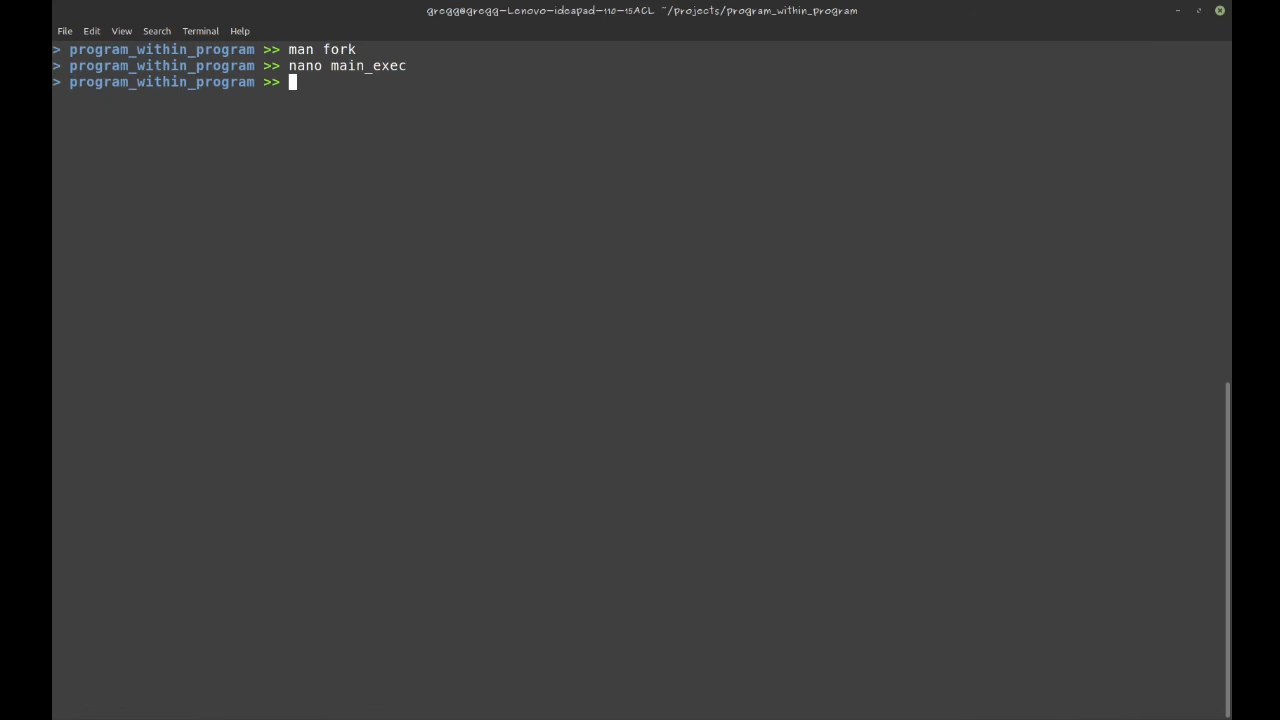 gregg@gregg-Lenovo-ideapad-110-15ACL ~/projects/program_within_program
File Edit View Search Terminal Help
> program_within_program >> man fork
> program_within_program >> nano main_exec
> program_within_program >>